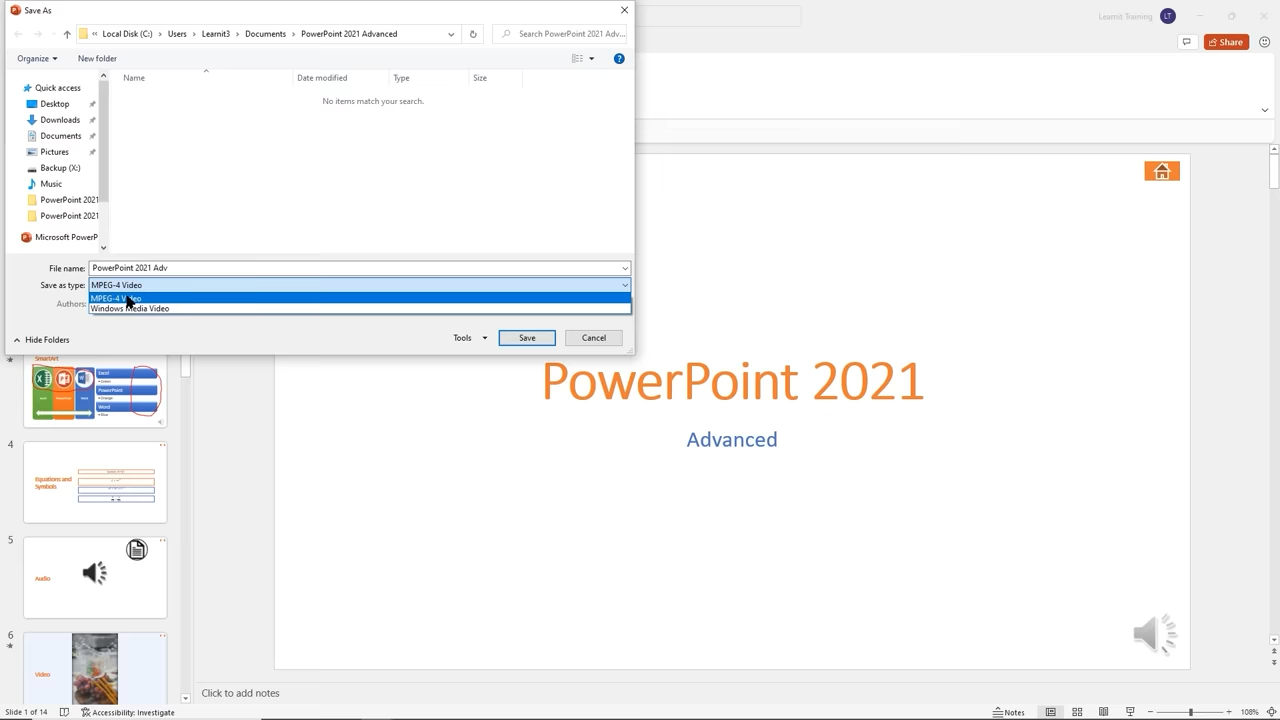 Save As
Learnit Training
LT
Local Disk (C:) > Users > Learnit3 > Documents > PowerPoint 2021 Advanced
Search PowerPoint 2021 Adv...
Share
Organize
New folder
Name
Date modified
Type
Size
No items match your search.
Quick access
Desktop
Downloads
Documents
Pictures
Backup (X:)
Music
PowerPoint 2021
PowerPoint 2021
Microsoft PowerP
File name: PowerPoint 2021 Adv
Save as type: MPEG-4 Video
MPEG-4 Video
Windows Media Video
Authors:
Hide Folders
Tools
Save
Cancel
SmartArt
Excel
PowerPoint
Word
4
Equations and
Symbols
5
Audio
6
Video
PowerPoint 2021
Advanced
Click to add notes
Slide 1 of 14
Accessibility: Investigate
Notes
108%